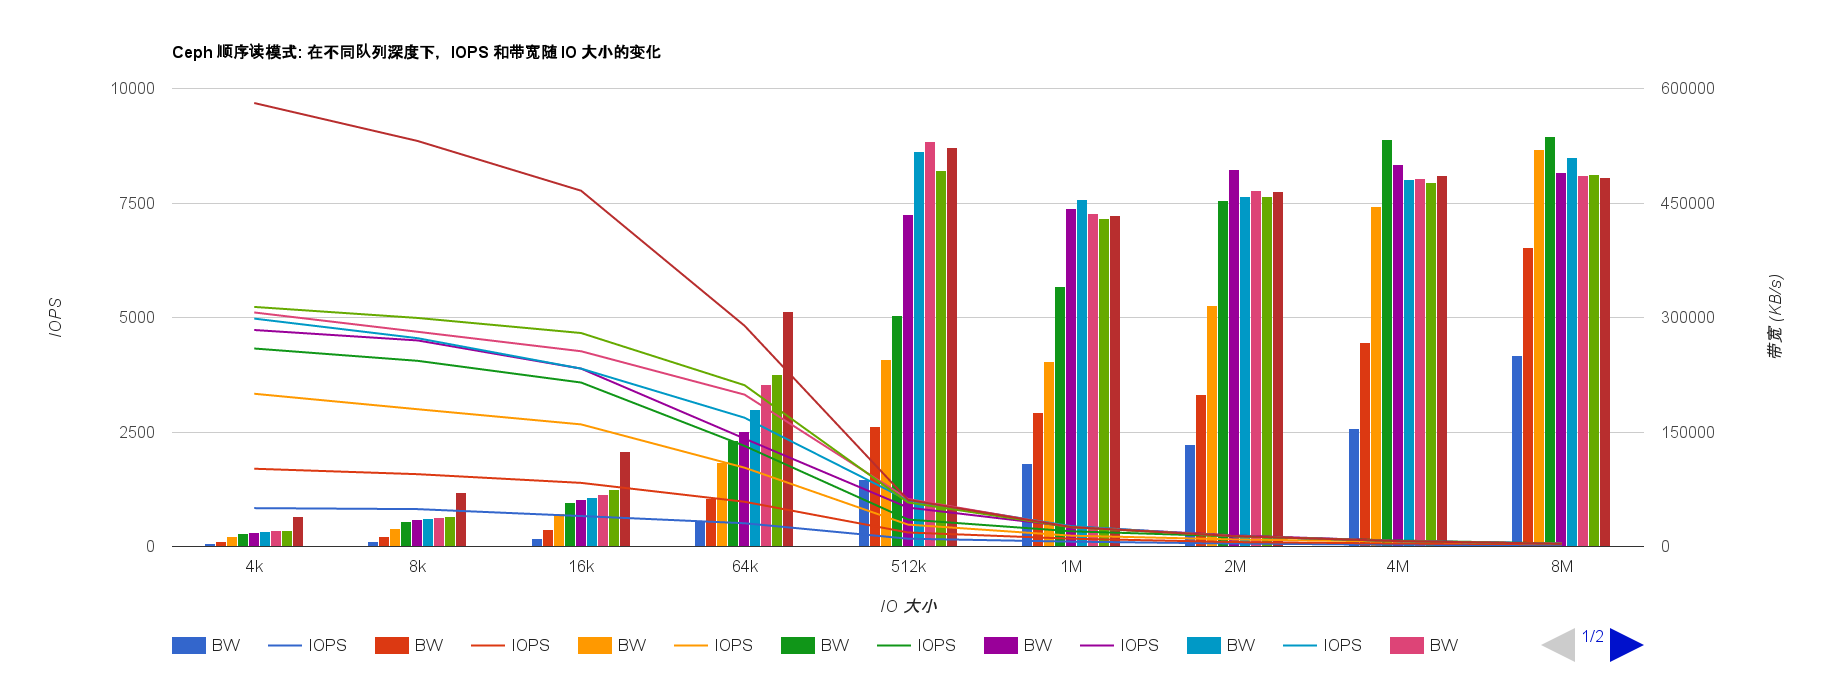 Ceph 顺序读模式: 在不同队列深度下，IOPS 和带宽随 IO 大小的变化
10000
7500
5000
2500
0
IOPS
600000
450000
300000
150000
0
带宽 (KB/s)
4k 8k 16k 64k 512k 1M 2M 4M 8M
IO 大小
BW IOPS BW IOPS BW IOPS BW IOPS BW IOPS BW IOPS BW 1/2